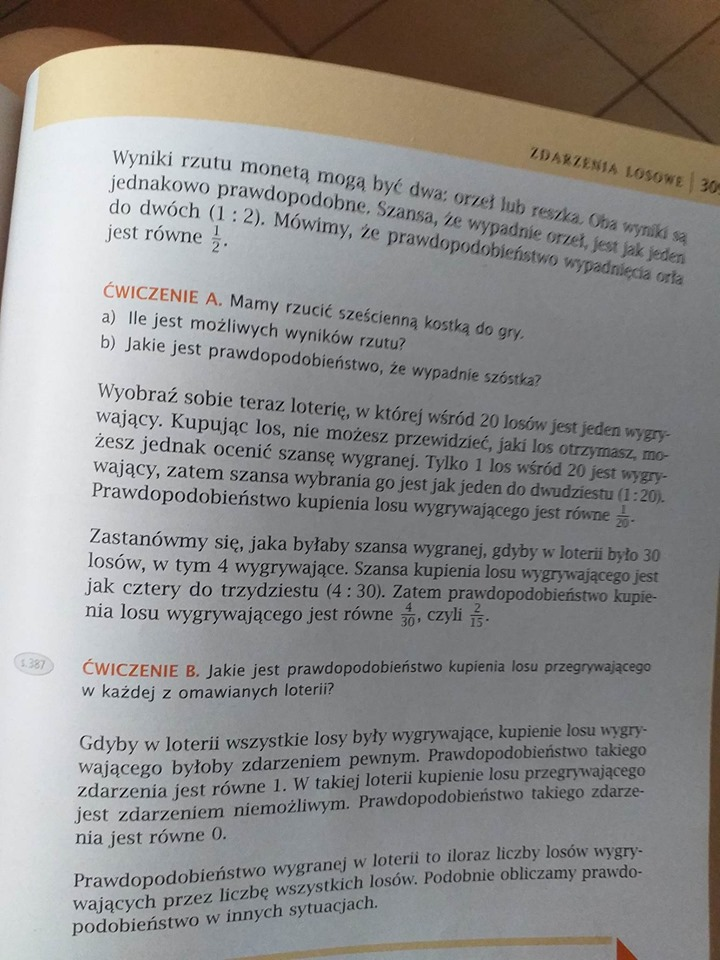 ZDARZENIA LOSOWE | 30
Wyniki rzutu monetą mogą być dwa: orzeł lub reszka. Oba wyniki są
jednakowo prawdopodobne. Szansa, że wypadnie orzeł, jest jak jeden
do dwóch (1 : 2). Mówimy, że prawdopodobieństwo wypadnięcia orła
jest równe 1/2.
ĆWICZENIE A. Mamy rzucić sześcienną kostką do gry.
a) Ile jest możliwych wyników rzutu?
b) Jakie jest prawdopodobieństwo, że wypadnie szóstka?
Wyobraź sobie teraz loterię, w której wśród 20 losów jest jeden wygry-
wający. Kupując los, nie możesz przewidzieć, jaki los otrzymasz, mo-
żesz jednak ocenić szansę wygranej. Tylko 1 los wśród 20 jest wygry-
wający, zatem szansa wybrania go jest jak jeden do dwudziestu (1 : 20).
Prawdopodobieństwo kupienia losu wygrywającego jest równe 1/20.
Zastanówmy się, jaka byłaby szansa wygranej, gdyby w loterii było 30
losów, w tym 4 wygrywające. Szansa kupienia losu wygrywającego jest
jak cztery do trzydziestu (4 : 30). Zatem prawdopodobieństwo kupie-
nia losu wygrywającego jest równe 4/30, czyli 2/15.
s. 387
ĆWICZENIE B. Jakie jest prawdopodobieństwo kupienia losu przegrywającego
w każdej z omawianych loterii?
Gdyby w loterii wszystkie losy były wygrywające, kupienie losu wygry-
wającego byłoby zdarzeniem pewnym. Prawdopodobieństwo takiego
zdarzenia jest równe 1. W takiej loterii kupienie losu przegrywającego
jest zdarzeniem niemożliwym. Prawdopodobieństwo takiego zdarze-
nia jest równe 0.
Prawdopodobieństwo wygranej w loterii to iloraz liczby losów wygry-
wających przez liczbę wszystkich losów. Podobnie obliczamy prawdo-
podobieństwo w innych sytuacjach.